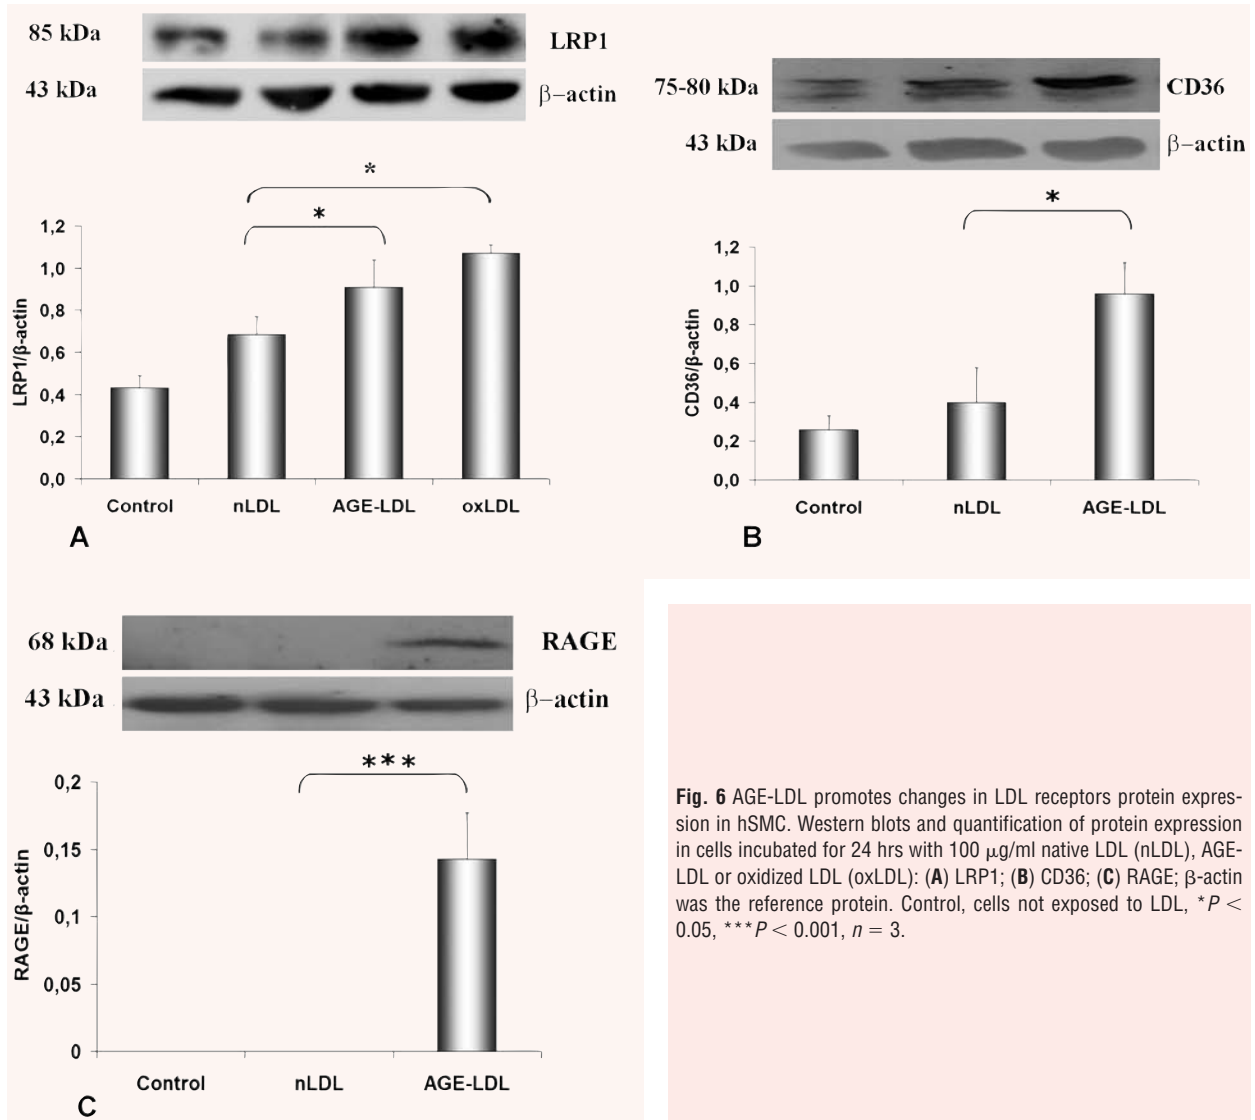 85 kDa
LRP1
43 kDa
β–actin
*
*
1,2
1,0
0,8
0,6
0,4
0,2
0,0
LRP1/β-actin
Control nLDL AGE-LDL oxLDL
A
75-80 kDa
CD36
43 kDa
β–actin
*
1,2
1,0
0,8
0,6
0,4
0,2
0,0
CD36/β-actin
Control nLDL AGE-LDL
B
68 kDa
RAGE
43 kDa
β–actin
***
0,2
0,15
0,1
0,05
0
RAGE/β-actin
Control nLDL AGE-LDL
C
Fig. 6 AGE-LDL promotes changes in LDL receptors protein expres-
sion in hSMC. Western blots and quantification of protein expression
in cells incubated for 24 hrs with 100 μg/ml native LDL (nLDL), AGE-
LDL or oxidized LDL (oxLDL): (A) LRP1; (B) CD36; (C) RAGE; β-actin
was the reference protein. Control, cells not exposed to LDL, *P <
0.05, ***P < 0.001, n = 3.